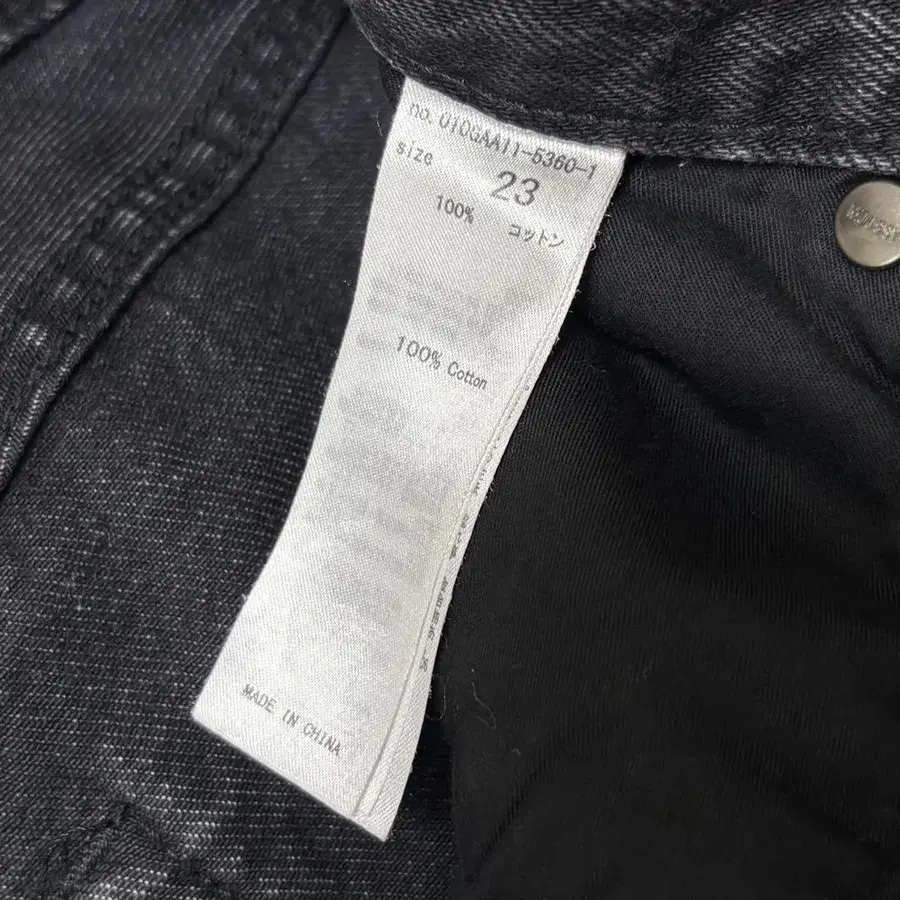 no. 010GAA11-5360-1
size 23
100% コットン
100% Cotton
MADE IN CHINA